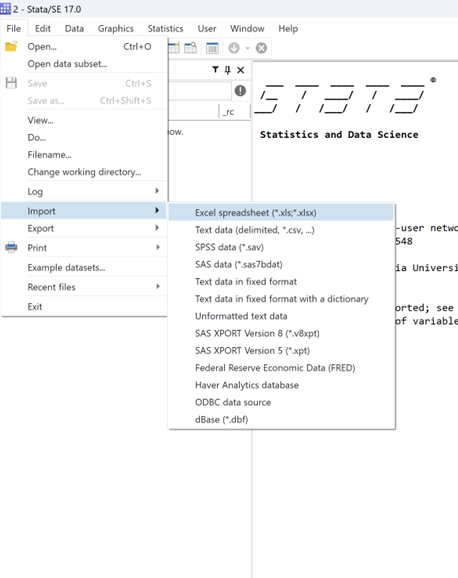 2 - Stata/SE 17.0
File Edit Data Graphics Statistics User Window Help
Open... Ctrl+O
Open data subset...
Save Ctrl+S
Save as... Ctrl+Shift+S
View...
Do...
Filename...
Change working directory...
Log
Import
Export
Print
Example datasets...
Recent files
Exit
_rc
now.
Excel spreadsheet (*.xls;*.xlsx)
Text data (delimited, *.csv, ...)
SPSS data (*.sav)
SAS data (*.sas7bdat)
Text data in fixed format
Text data in fixed format with a dictionary
Unformatted text data
SAS XPORT Version 8 (*.v8xpt)
SAS XPORT Version 5 (*.xpt)
Federal Reserve Economic Data (FRED)
Haver Analytics database
ODBC data source
dBase (*.dbf)
STATA ®
Statistics and Data Science
-user netwo
548
ia Universi
orted; see
of variable